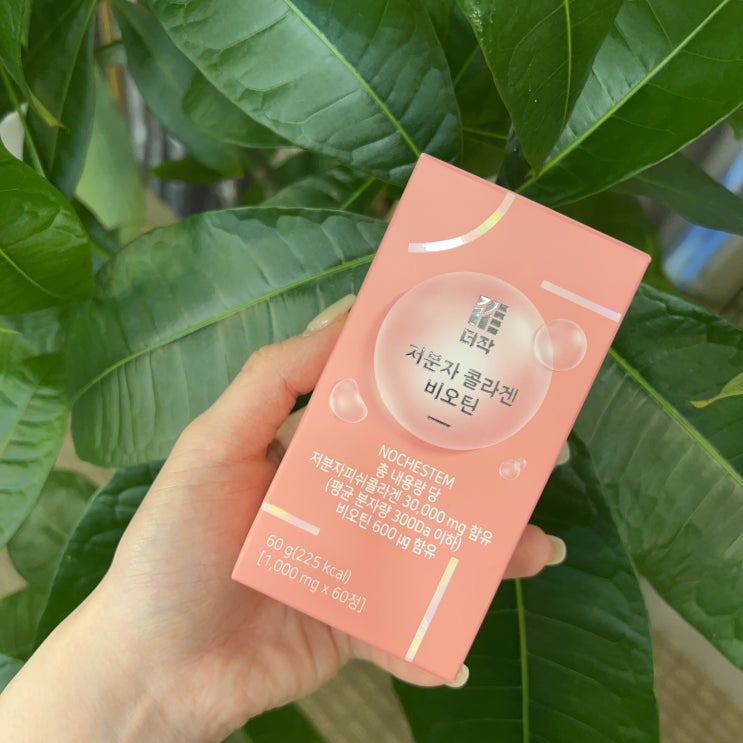 더작
저분자 콜라겐
비오틴
NOCHESTEM
총 내용량 당
저분자피쉬콜라겐 30,000 mg 함유
(평균 분자량 300Da 이하)
비오틴 600 ㎍ 함유
60 g(225 kcal)
[1,000 mg x 60정]